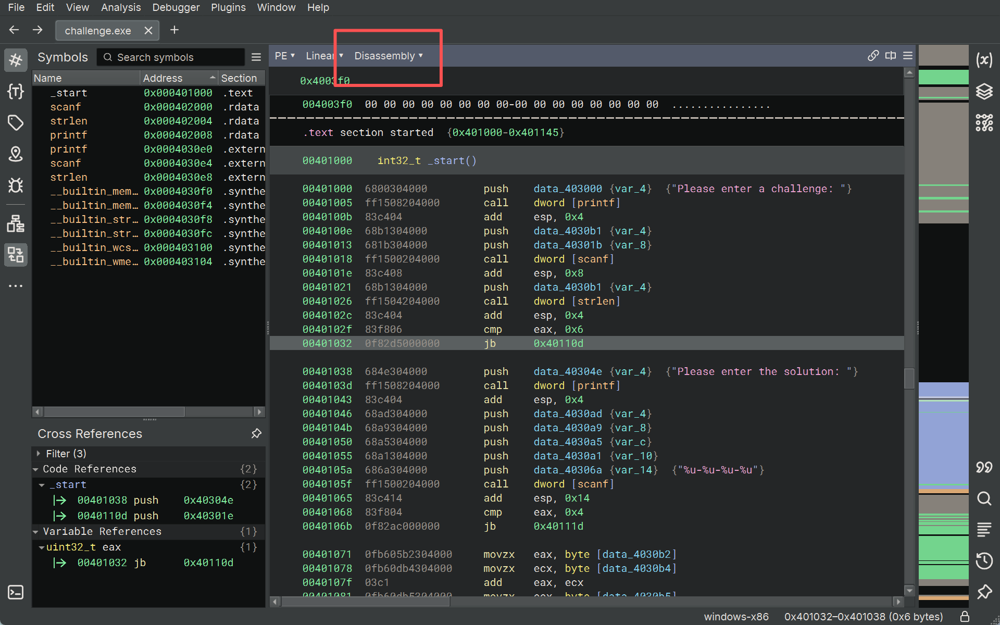 File Edit View Analysis Debugger Plugins Window Help
challenge.exe
Symbols
Search symbols
Name Address Section
_start 0x000401000 .text
scanf 0x000402000 .rdata
strlen 0x000402004 .rdata
printf 0x000402008 .rdata
printf 0x0004030e0 .extern
scanf 0x0004030e4 .extern
strlen 0x0004030e8 .extern
__builtin_mem… 0x0004030f0 .synthe
__builtin_mem… 0x0004030f4 .synthe
__builtin_str… 0x0004030f8 .synthe
__builtin_str… 0x0004030fc .synthe
__builtin_wcs… 0x000403100 .synthe
__builtin_wme… 0x000403104 .synthe
Cross References
Filter (3)
Code References {2}
_start {2}
00401038 push 0x40304e
0040110d push 0x40301e
Variable References {1}
uint32_t eax {1}
00401032 jb 0x40110d
PE Linear Disassembly
0x4003f0
004003f0 00 00 00 00 00 00 00 00-00 00 00 00 00 00 00 00 ................
.text section started {0x401000-0x401145}
00401000 int32_t _start()
00401000 6800304000 push data_403000 {var_4} {"Please enter a challenge: "}
00401005 ff1508204000 call dword [printf]
0040100b 83c404 add esp, 0x4
0040100e 68b1304000 push data_4030b1 {var_4}
00401013 681b304000 push data_40301b {var_8}
00401018 ff1500204000 call dword [scanf]
0040101e 83c408 add esp, 0x8
00401021 68b1304000 push data_4030b1 {var_4}
00401026 ff1504204000 call dword [strlen]
0040102c 83c404 add esp, 0x4
0040102f 83f806 cmp eax, 0x6
00401032 0f82d5000000 jb 0x40110d
00401038 684e304000 push data_40304e {var_4} {"Please enter the solution: "}
0040103d ff1508204000 call dword [printf]
00401043 83c404 add esp, 0x4
00401046 68ad304000 push data_4030ad {var_4}
0040104b 68a9304000 push data_4030a9 {var_8}
00401050 68a5304000 push data_4030a5 {var_c}
00401055 68a1304000 push data_4030a1 {var_10}
0040105a 686a304000 push data_40306a {var_14} {"%u-%u-%u-%u"}
0040105f ff1500204000 call dword [scanf]
00401065 83c414 add esp, 0x14
00401068 83f804 cmp eax, 0x4
0040106b 0f82ac000000 jb 0x40111d
00401071 0fb605b2304000 movzx eax, byte [data_4030b2]
00401078 0fb60db4304000 movzx ecx, byte [data_4030b4]
0040107f 03c1 add eax, ecx
00401081 0fb60db5304000 movzx ecx, byte [data_4030b5]
windows-x86 0x401032–0x401038 (0x6 bytes)